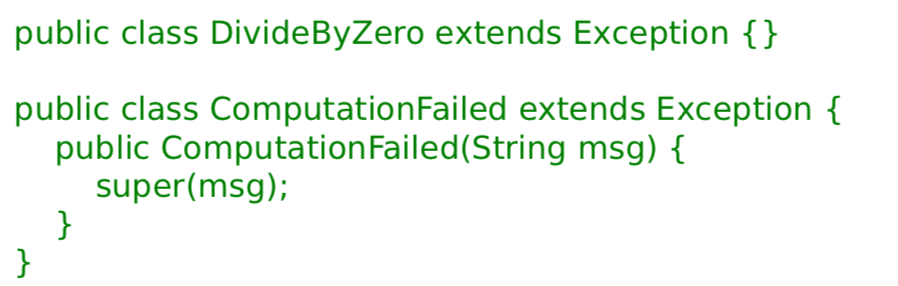 public class DivideByZero extends Exception {}
public class ComputationFailed extends Exception {
public ComputationFailed(String msg) {
super(msg);
}
}